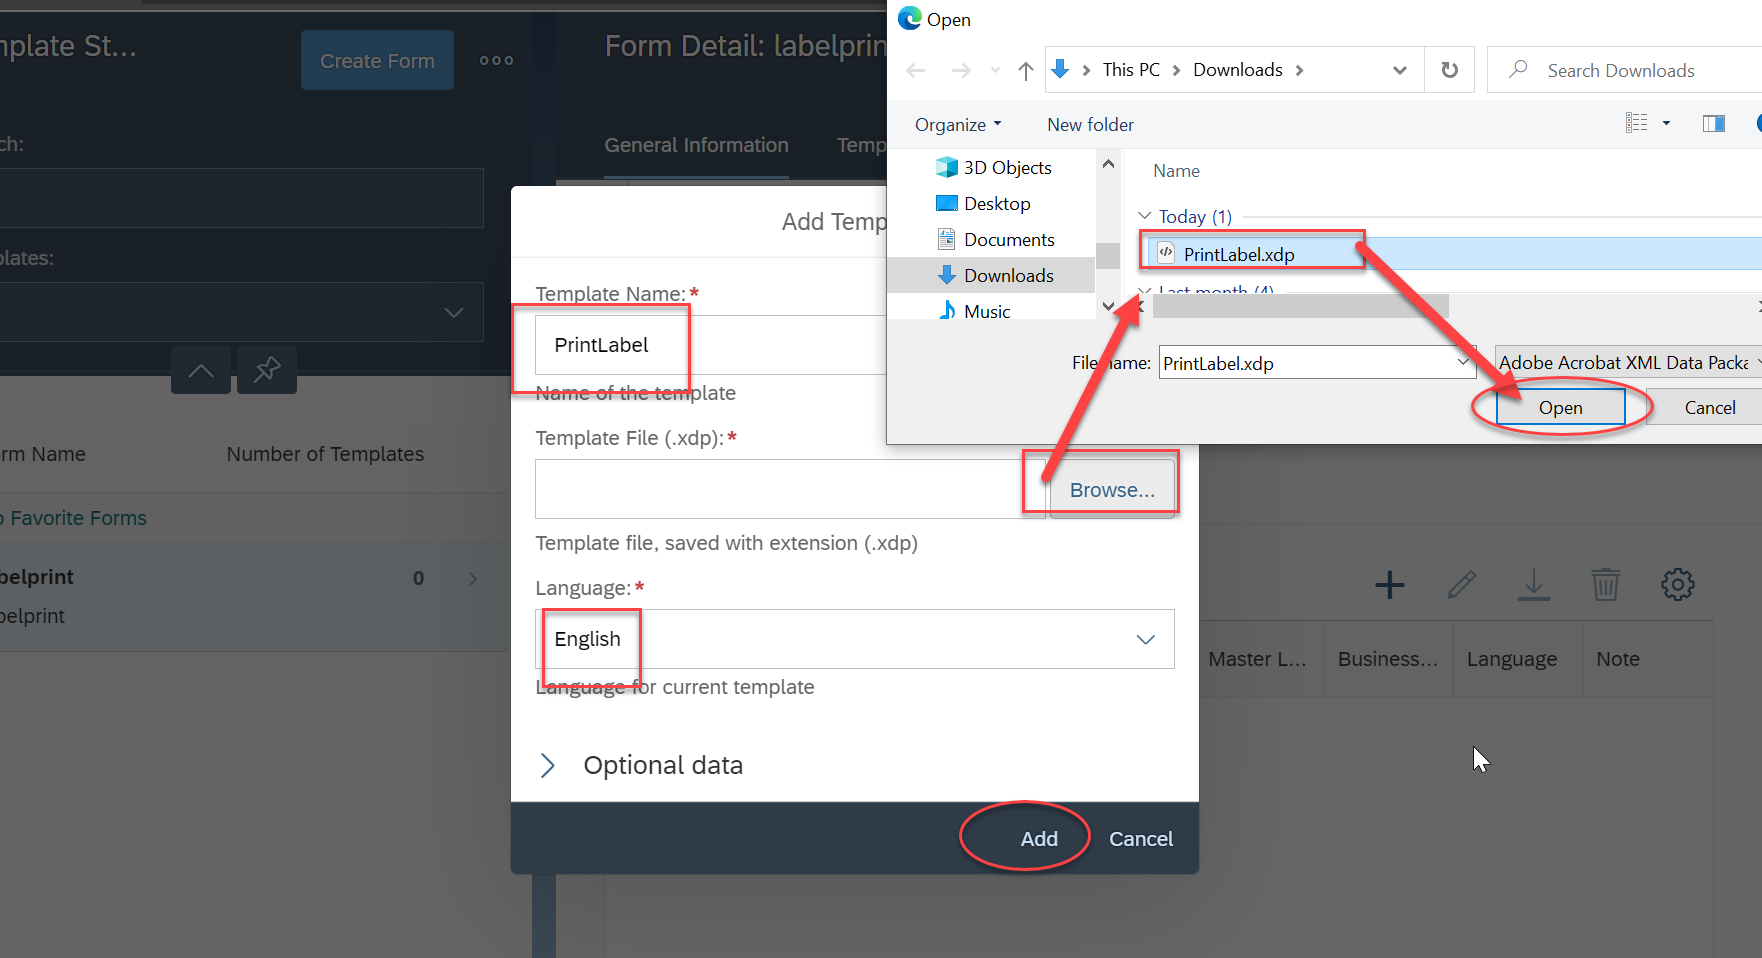 nplate St...
Create Form
ooo
ch:
plates:
rm Name
Number of Templates
o Favorite Forms
belprint
0
belprint
Form Detail: labelprin
General Information
Temp
Add Temp
Template Name:*
PrintLabel
Name of the template
Template File (.xdp):*
Browse...
Template file, saved with extension (.xdp)
Language:*
English
Language for current template
Optional data
Add
Cancel
Open
This PC
Downloads
Search Downloads
Organize
New folder
3D Objects
Desktop
Documents
Downloads
Music
Name
Today (1)
PrintLabel.xdp
Last month (4)
File name:
PrintLabel.xdp
Adobe Acrobat XML Data Packa
Open
Cancel
Master L...
Business...
Language
Note